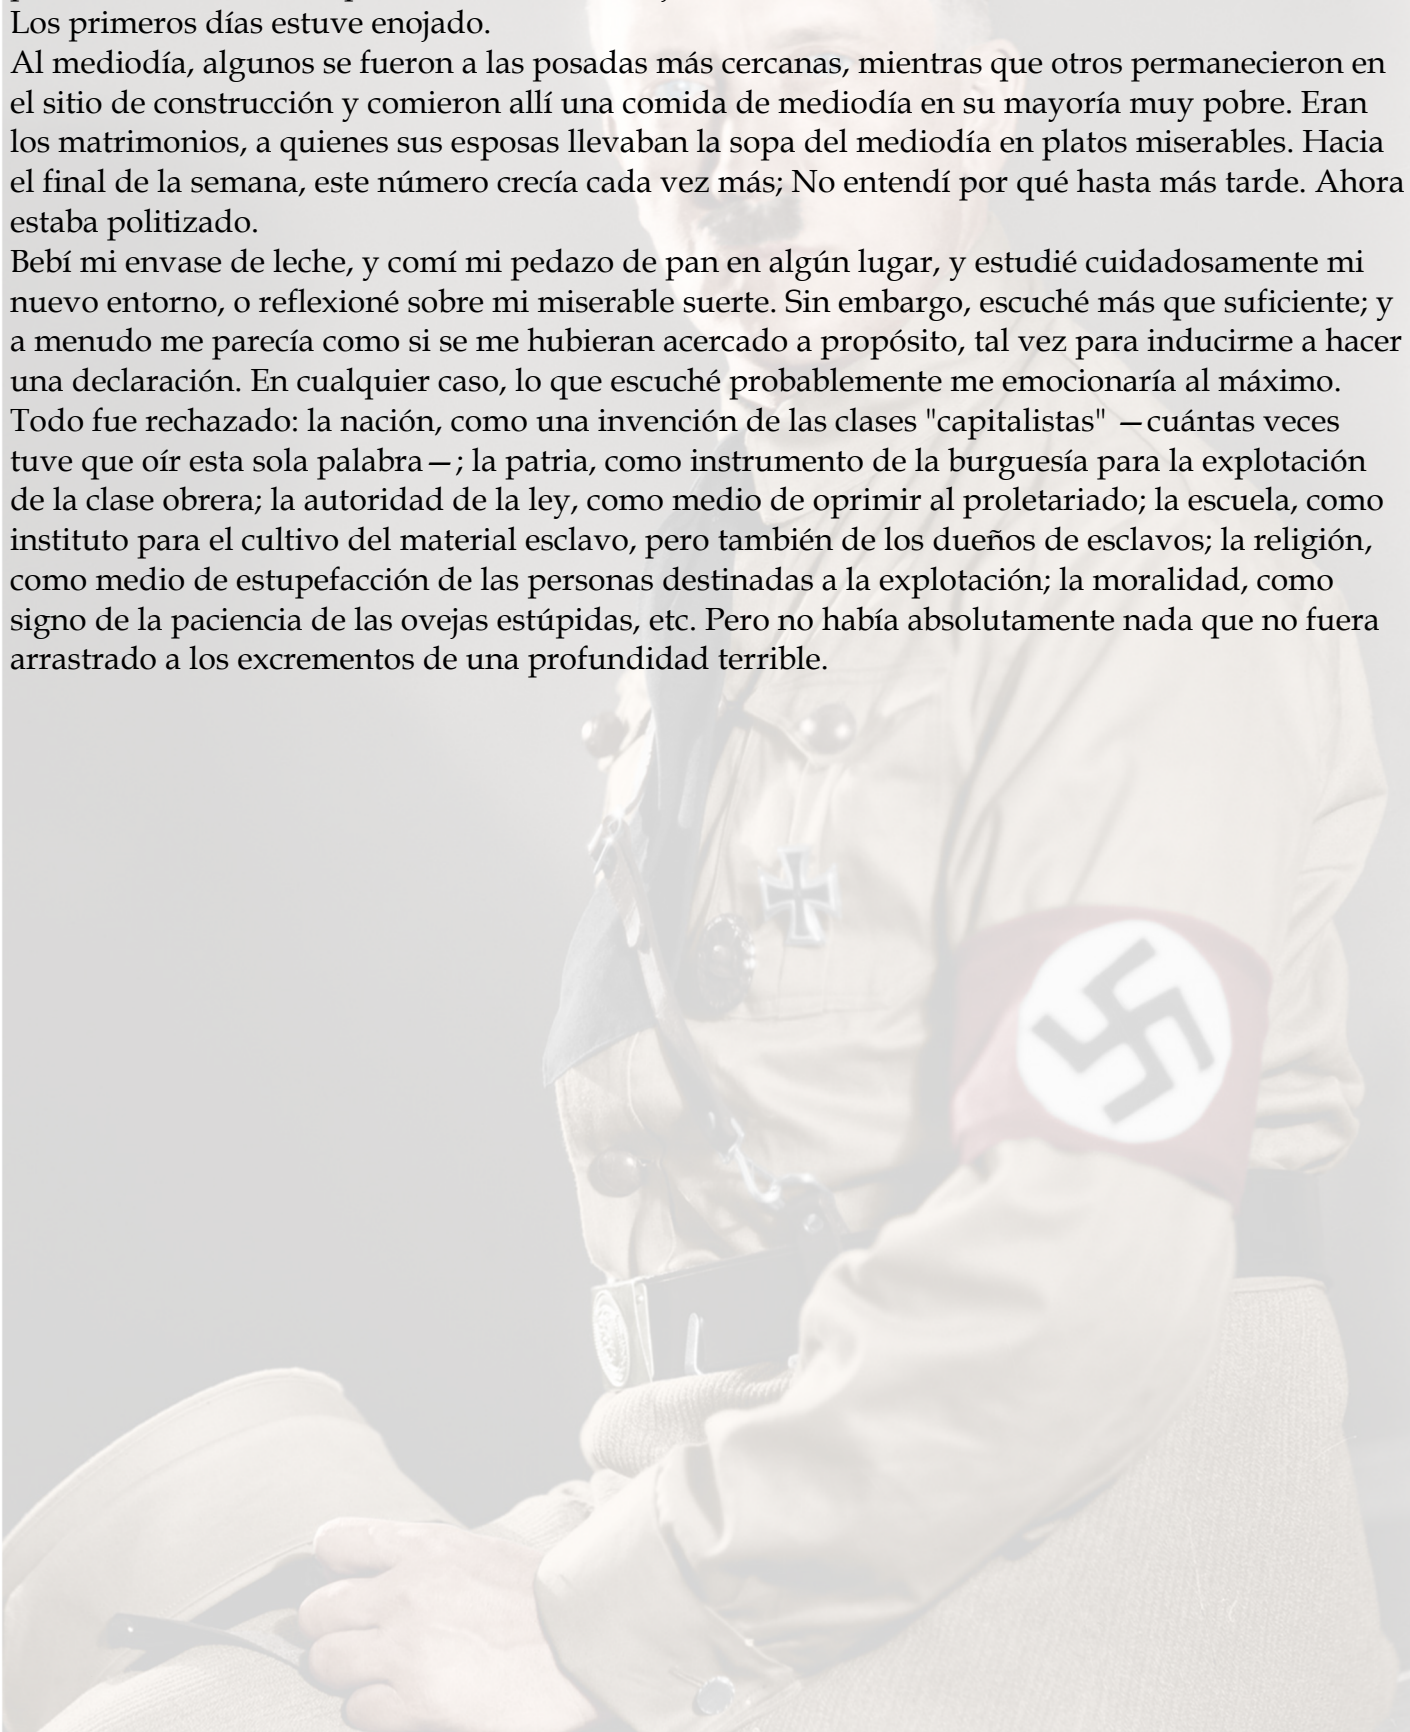 Los primeros días estuve enojado.
Al mediodía, algunos se fueron a las posadas más cercanas, mientras que otros permanecieron en
el sitio de construcción y comieron allí una comida de mediodía en su mayoría muy pobre. Eran
los matrimonios, a quienes sus esposas llevaban la sopa del mediodía en platos miserables. Hacia
el final de la semana, este número crecía cada vez más; No entendí por qué hasta más tarde. Ahora
estaba politizado.
Bebí mi envase de leche, y comí mi pedazo de pan en algún lugar, y estudié cuidadosamente mi
nuevo entorno, o reflexioné sobre mi miserable suerte. Sin embargo, escuché más que suficiente; y
a menudo me parecía como si se me hubieran acercado a propósito, tal vez para inducirme a hacer
una declaración. En cualquier caso, lo que escuché probablemente me emocionaría al máximo.
Todo fue rechazado: la nación, como una invención de las clases "capitalistas" —cuántas veces
tuve que oír esta sola palabra—; la patria, como instrumento de la burguesía para la explotación
de la clase obrera; la autoridad de la ley, como medio de oprimir al proletariado; la escuela, como
instituto para el cultivo del material esclavo, pero también de los dueños de esclavos; la religión,
como medio de estupefacción de las personas destinadas a la explotación; la moralidad, como
signo de la paciencia de las ovejas estúpidas, etc. Pero no había absolutamente nada que no fuera
arrastrado a los excrementos de una profundidad terrible.